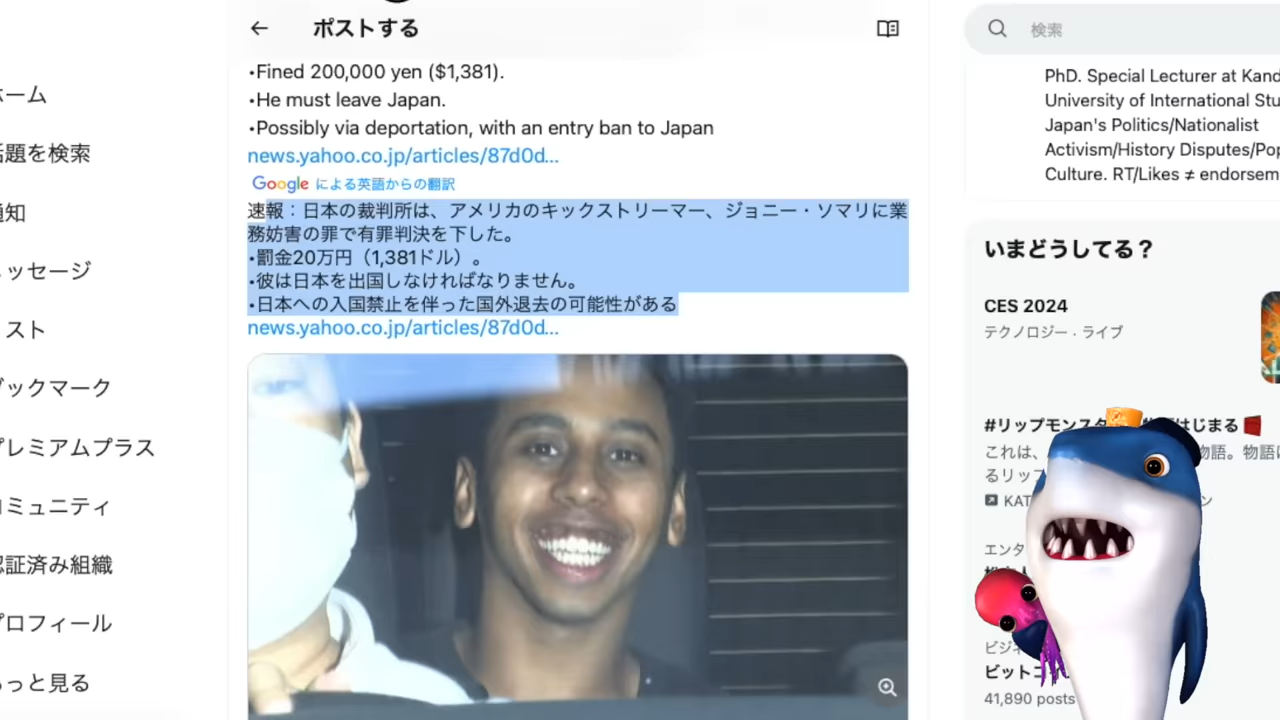 ポストする
検索
•Fined 200,000 yen ($1,381).
•He must leave Japan.
•Possibly via deportation, with an entry ban to Japan
news.yahoo.co.jp/articles/87d0d...
Google による英語からの翻訳
速報：日本の裁判所は、アメリカのキックストリーマー、ジョニー・ソマリに業
務妨害の罪で有罪判決を下した。
•罰金20万円（1,381ドル）。
•彼は日本を出国しなければなりません。
•日本への入国禁止を伴った国外退去の可能性がある
news.yahoo.co.jp/articles/87d0d...
ホーム
話題を検索
通知
メッセージ
リスト
ブックマーク
プレミアムプラス
コミュニティ
認証済み組織
プロフィール
もっと見る
PhD. Special Lecturer at Kand
University of International Stu
Japan's Politics/Nationalist
Activism/History Disputes/Pop
Culture. RT/Likes ≠ endorsem
いまどうしてる？
CES 2024
テクノロジー · ライブ
#リップモンスタ はじまる
これは、 物語。物語に
るリッ
KAT ン
エンタ
ビジネ
ビット
41,890 posts